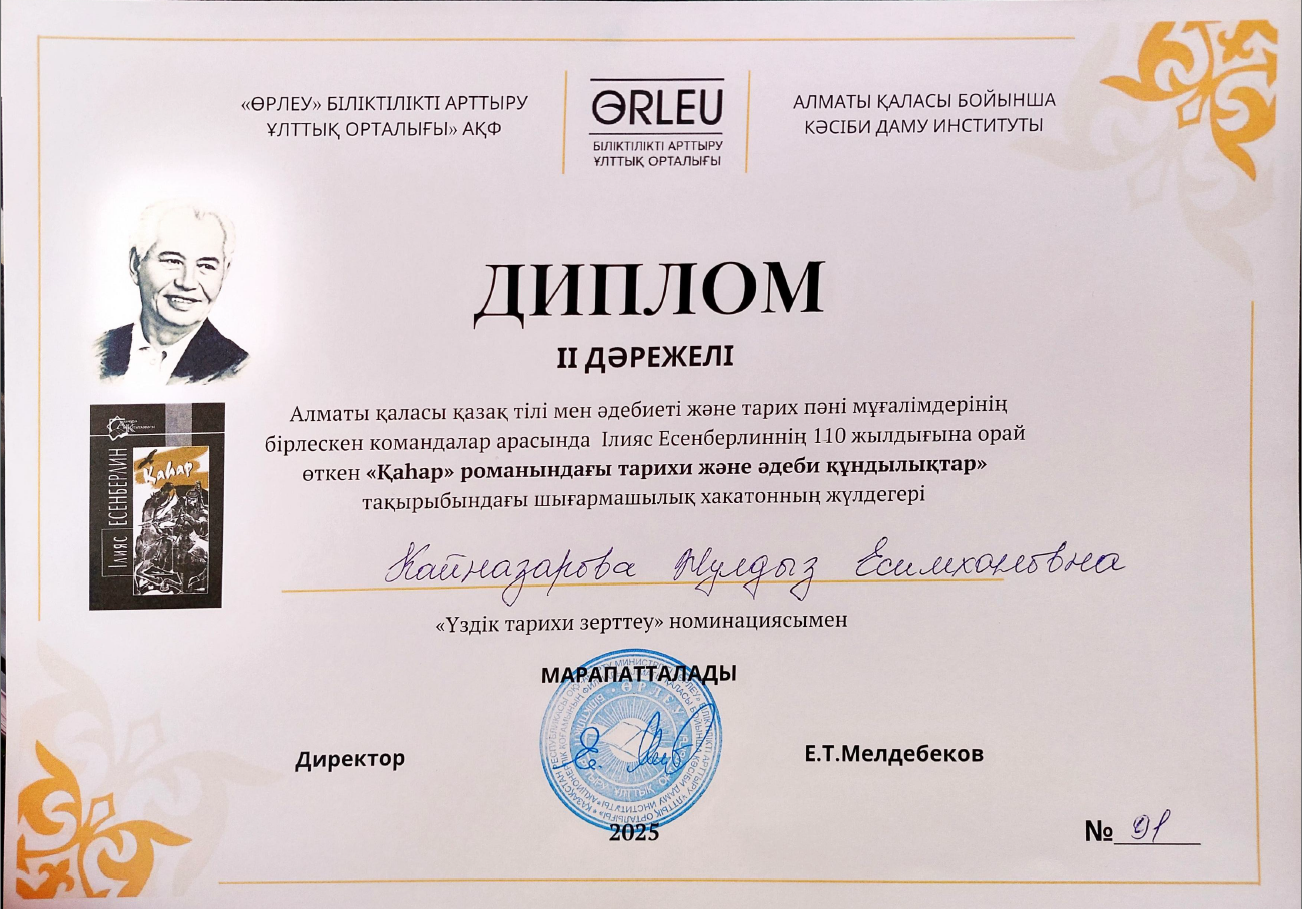 «ӨРЛЕУ» БІЛІКТІЛІКТІ АРТТЫРУ
ҰЛТТЫҚ ОРТАЛЫҒЫ» АҚФ
ӨRLEU
БІЛІКТІЛІКТІ АРТТЫРУ
ҰЛТТЫҚ ОРТАЛЫҒЫ
АЛМАТЫ ҚАЛАСЫ БОЙЫНША
КӘСІБИ ДАМУ ИНСТИТУТЫ
ДИПЛОМ
II ДӘРЕЖЕЛІ
Алматы қаласы қазақ тілі мен әдебиеті және тарих пәні мұғалімдерінің
бірлескен командалар арасында Ілияс Есенберлиннің 110 жылдығына орай
өткен «Қаһар» романындағы тарихи және әдеби құндылықтар»
тақырыбындағы шығармашылық хакатонның жүлдегері
ІЛИЯС ЕСЕНБЕРЛИН
Қаһар
Кайназарова Жулдыз Есимхановна
«Үздік тарихи зерттеу» номинациясымен
МАРАПАТТАЛАДЫ
ӨРЛЕУ
Директор
Е.Т.Мелдебеков
2025
№ 91